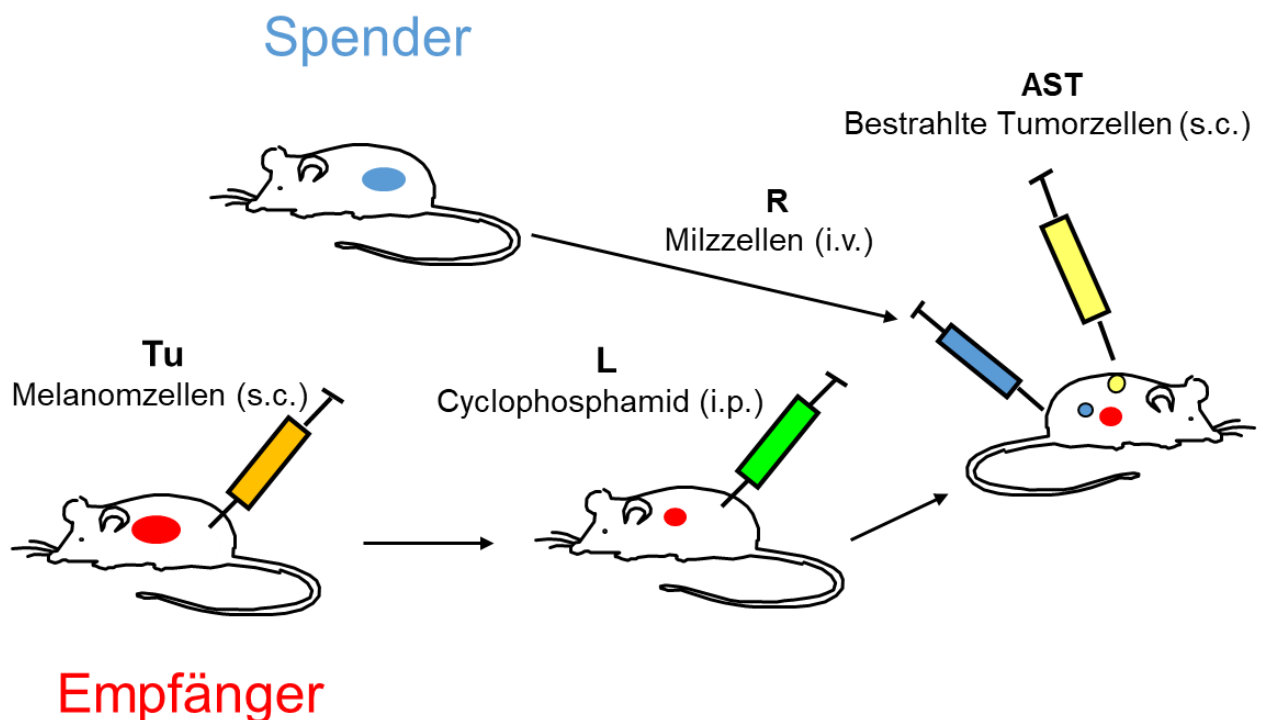 Spender
AST
Bestrahlte Tumorzellen (s.c.)
R
Milzzellen (i.v.)
Tu
Melanomzellen (s.c.)
L
Cyclophosphamid (i.p.)
Empfänger